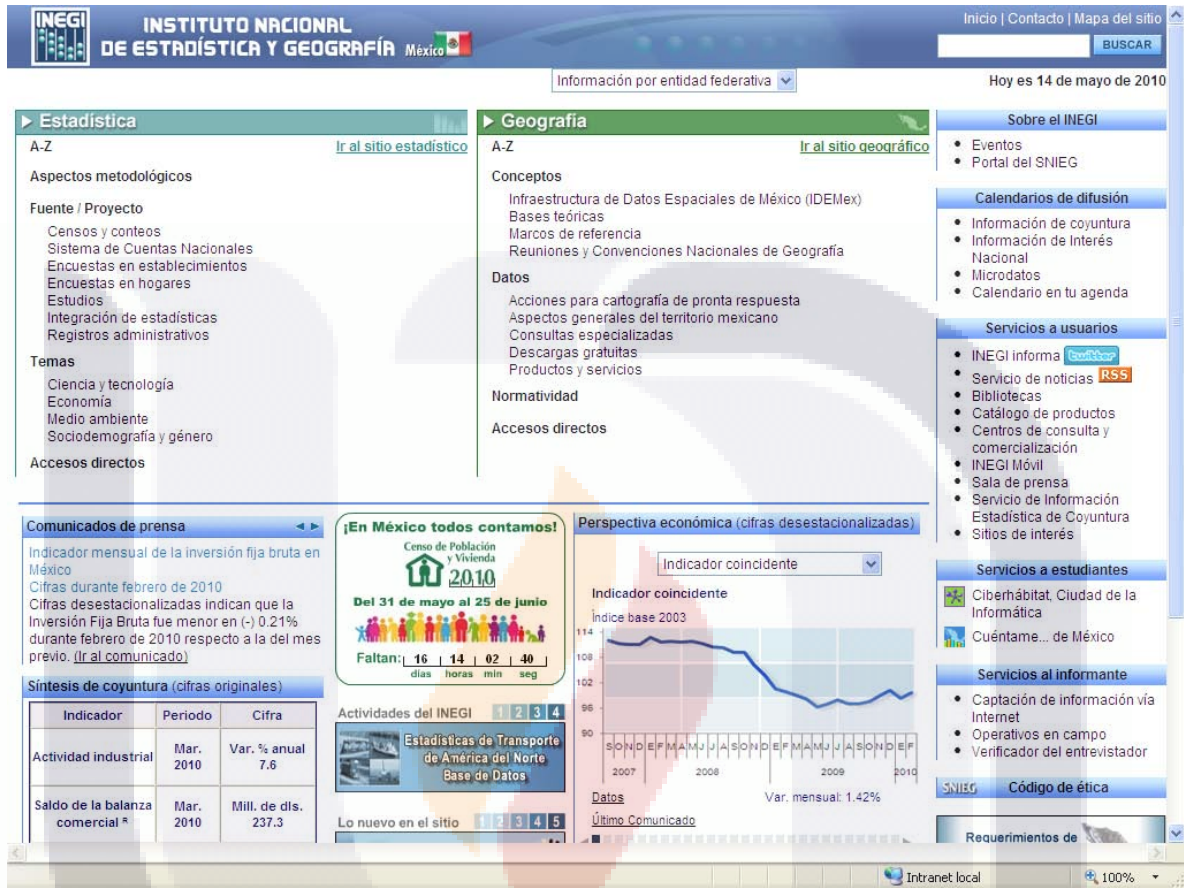 INEGI
INSTITUTO NACIONAL
DE ESTADÍSTICA Y GEOGRAFÍA México
Inicio | Contacto | Mapa del sitio
BUSCAR
Información por entidad federativa
Hoy es 14 de mayo de 2010
Estadística
A-Z Ir al sitio estadístico
Aspectos metodológicos
Fuente / Proyecto
Censos y conteos
Sistema de Cuentas Nacionales
Encuestas en establecimientos
Encuestas en hogares
Estudios
Integración de estadísticas
Registros administrativos
Temas
Ciencia y tecnología
Economía
Medio ambiente
Sociodemografía y género
Accesos directos
Geografía
A-Z Ir al sitio geográfico
Conceptos
Infraestructura de Datos Espaciales de México (IDEMex)
Bases teóricas
Marcos de referencia
Reuniones y Convenciones Nacionales de Geografía
Datos
Acciones para cartografía de pronta respuesta
Aspectos generales del territorio mexicano
Consultas especializadas
Descargas gratuitas
Productos y servicios
Normatividad
Accesos directos
Sobre el INEGI
Eventos
Portal del SNIEG
Calendarios de difusión
Información de coyuntura
Información de Interés
Nacional
Microdatos
Calendario en tu agenda
Servicios a usuarios
INEGI informa twitter
Servicio de noticias RSS
Bibliotecas
Catálogo de productos
Centros de consulta y
comercialización
INEGI Móvil
Sala de prensa
Servicio de Información
Estadística de Coyuntura
Sitios de interés
Servicios a estudiantes
Ciberhábitat, Ciudad de la
Informática
Cuéntame... de México
Servicios al informante
Captación de información vía
Internet
Operativos en campo
Verificador del entrevistador
SNIEG Código de ética
Requerimientos de
Comunicados de prensa
Indicador mensual de la inversión fija bruta en
México
Cifras durante febrero de 2010
Cifras desestacionalizadas indican que la
Inversión Fija Bruta fue menor en (-) 0.21%
durante febrero de 2010 respecto a la del mes
previo. (Ir al comunicado)
Síntesis de coyuntura (cifras originales)
Indicador Periodo Cifra
Actividad industrial Mar. 2010 Var. % anual 7.6
Saldo de la balanza comercial R Mar. 2010 Mill. de dls. 237.3
¡En México todos contamos!
Censo de Población
y Vivienda
2010
Del 31 de mayo al 25 de junio
Faltan: 16 14 02 40
días horas min seg
Actividades del INEGI 1 2 3 4
Estadísticas de Transporte
de América del Norte
Base de Datos
Lo nuevo en el sitio 1 2 3 4 5
Perspectiva económica (cifras desestacionalizadas)
Indicador coincidente
Indicador coincidente
Índice base 2003
114
108
102
96
90
S O N D E F M A M J J A S O N D E F M A M J J A S O N D E F
2007 2008 2009 2010
Datos Var. mensual: 1.42%
Último Comunicado
Intranet local 100%